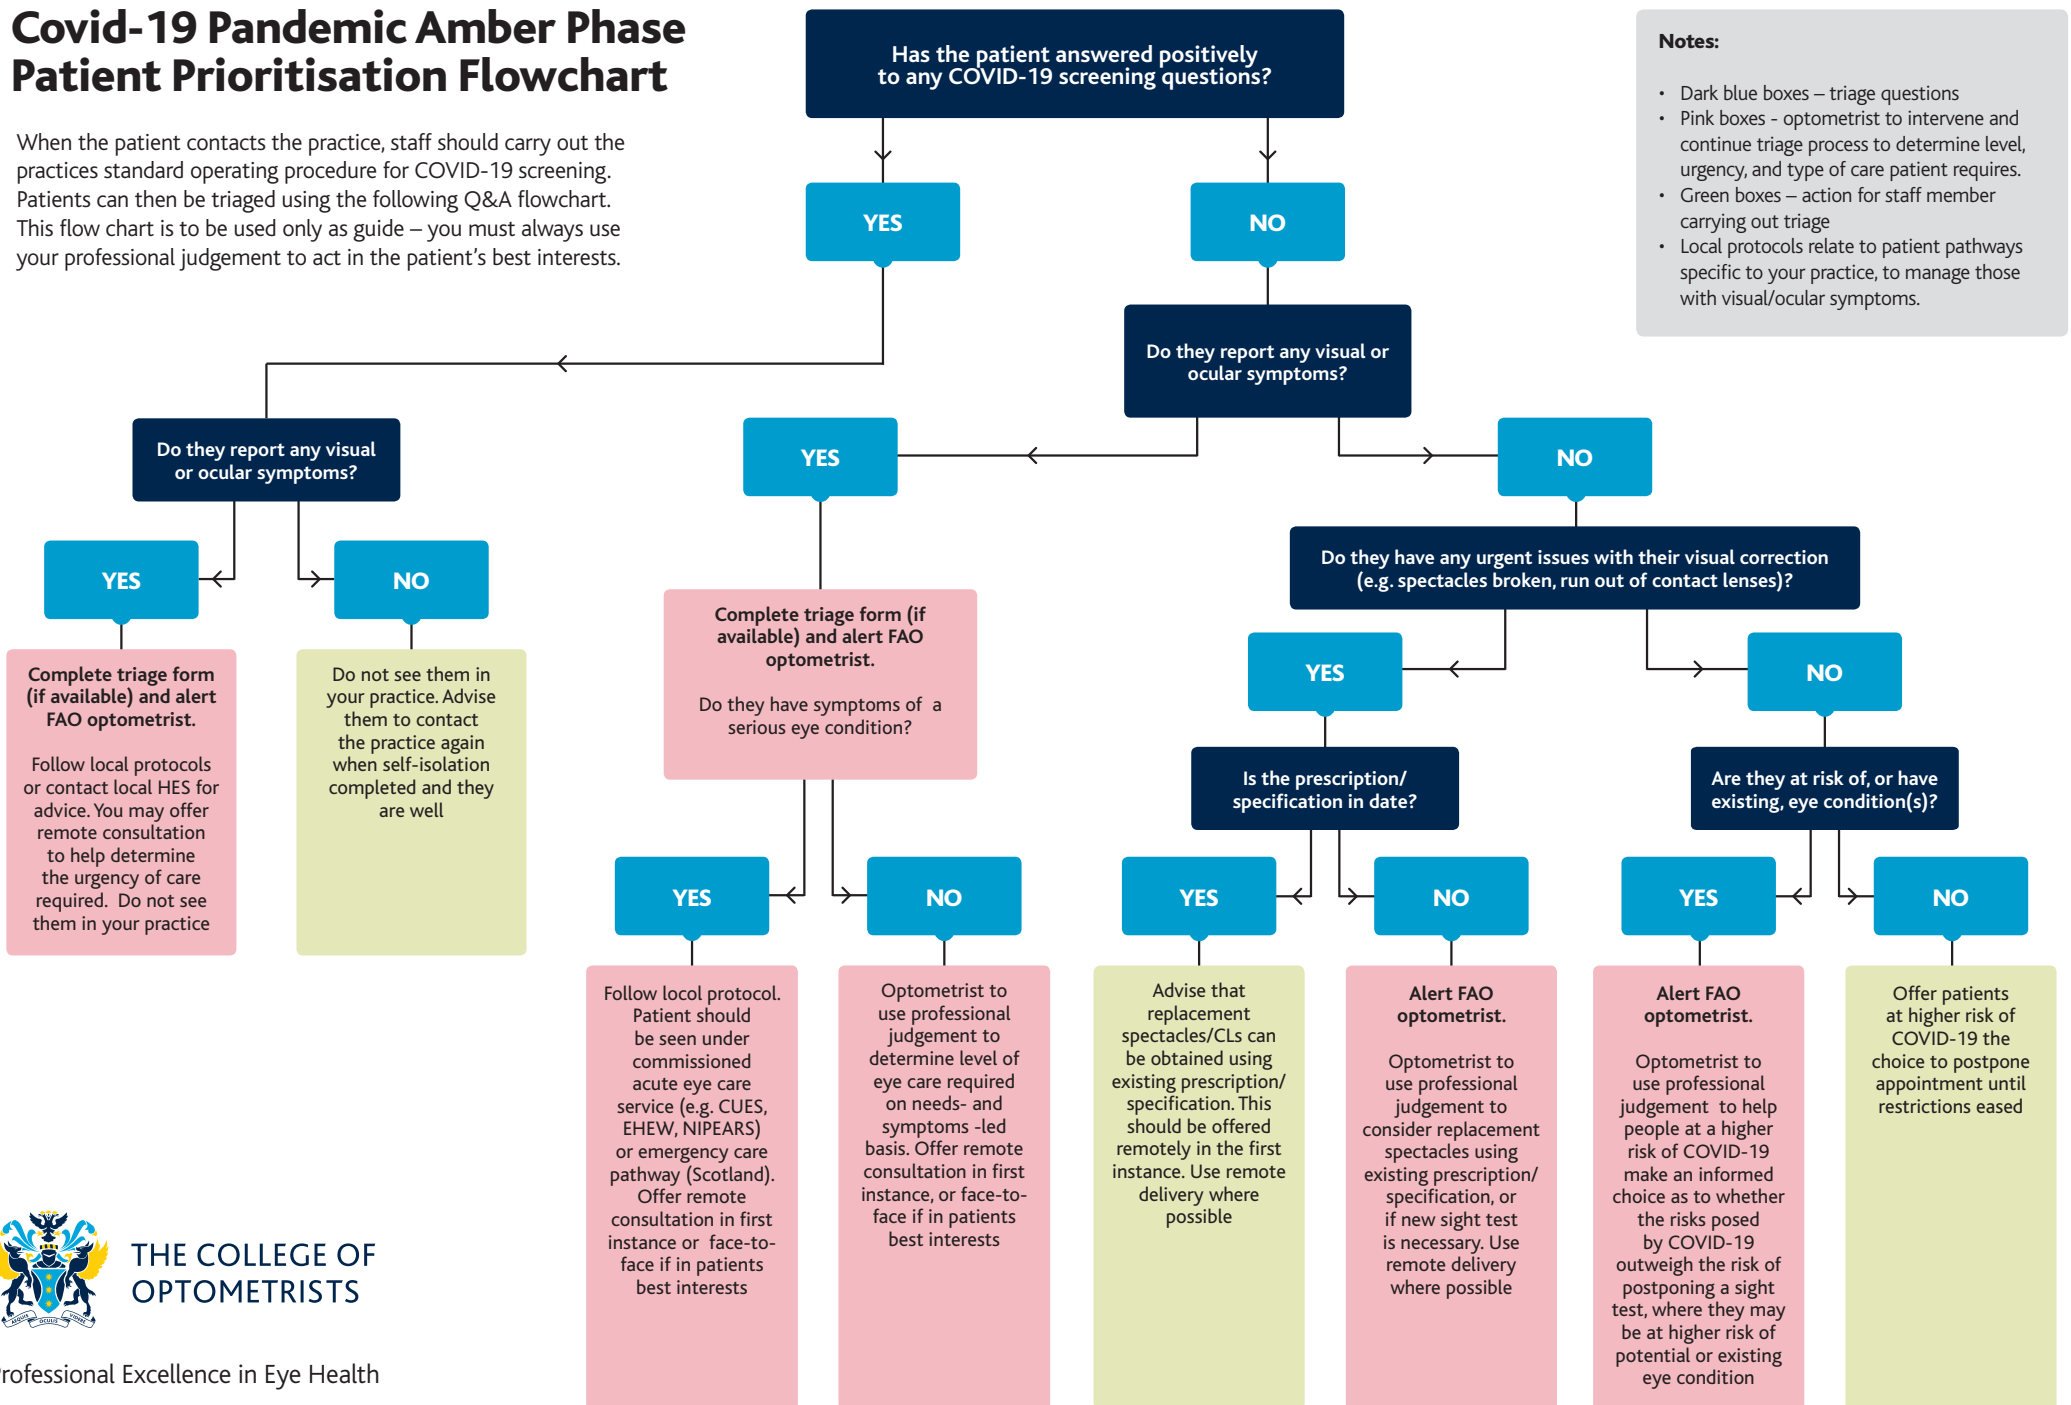 Covid-19 Pandemic Amber Phase
Patient Prioritisation Flowchart
When the patient contacts the practice, staff should carry out the
practices standard operating procedure for COVID-19 screening.
Patients can then be triaged using the following Q&A flowchart.
This flow chart is to be used only as guide – you must always use
your professional judgement to act in the patient's best interests.
Has the patient answered positively
to any COVID-19 screening questions?
Notes:
• Dark blue boxes – triage questions
• Pink boxes - optometrist to intervene and
continue triage process to determine level,
urgency, and type of care patient requires.
• Green boxes – action for staff member
carrying out triage
• Local protocols relate to patient pathways
specific to your practice, to manage those
with visual/ocular symptoms.
YES
NO
Do they report any visual or
ocular symptoms?
Do they report any visual
or ocular symptoms?
YES
NO
YES
NO
Do they have any urgent issues with their visual correction
(e.g. spectacles broken, run out of contact lenses)?
Complete triage form
(if available) and alert
FAO optometrist.
Follow local protocols
or contact local HES for
advice. You may offer
remote consultation
to help determine
the urgency of care
required. Do not see
them in your practice
Do not see them in
your practice. Advise
them to contact
the practice again
when self-isolation
completed and they
are well
Complete triage form (if
available) and alert FAO
optometrist.
Do they have symptoms of a
serious eye condition?
YES
NO
Is the prescription/
specification in date?
Are they at risk of, or have
existing, eye condition(s)?
YES
NO
YES
NO
YES
NO
Follow locol protocol.
Patient should
be seen under
commissioned
acute eye care
service (e.g. CUES,
EHEW, NIPEARS)
or emergency care
pathway (Scotland).
Offer remote
consultation in first
instance or face-to-
face if in patients
best interests
Optometrist to
use professional
judgement to
determine level of
eye care required
on needs- and
symptoms -led
basis. Offer remote
consultation in first
instance, or face-to-
face if in patients
best interests
Advise that
replacement
spectacles/CLs can
be obtained using
existing prescription/
specification. This
should be offered
remotely in the first
instance. Use remote
delivery where
possible
Alert FAO
optometrist.
Optometrist to
use professional
judgement to
consider replacement
spectacles using
existing prescription/
specification, or
if new sight test
is necessary. Use
remote delivery
where possible
Alert FAO
optometrist.
Optometrist to
use professional
judgement to help
people at a higher
risk of COVID-19
make an informed
choice as to whether
the risks posed
by COVID-19
outweigh the risk of
postponing a sight
test, where they may
be at higher risk of
potential or existing
eye condition
Offer patients
at higher risk of
COVID-19 the
choice to postpone
appointment until
restrictions eased
THE COLLEGE OF
OPTOMETRISTS
OCULIS
rofessional Excellence in Eye Health